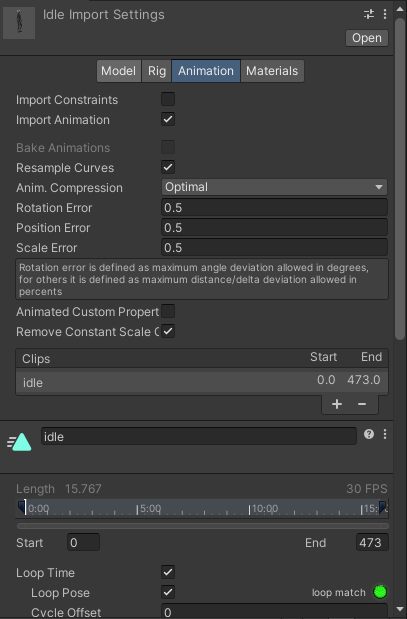 Idle Import Settings
Open
Model Rig Animation Materials
Import Constraints
Import Animation
Bake Animations
Resample Curves
Anim. Compression Optimal
Rotation Error 0.5
Position Error 0.5
Scale Error 0.5
Rotation error is defined as maximum angle deviation allowed in degrees,
for others it is defined as maximum distance/delta deviation allowed in
percents
Animated Custom Propert
Remove Constant Scale C
Clips Start End
idle 0.0 473.0
+ −
idle
Length 15.767 30 FPS
0:00 5:00 10:00 15:
Start 0 End 473
Loop Time
Loop Pose loop match
Cycle Offset 0